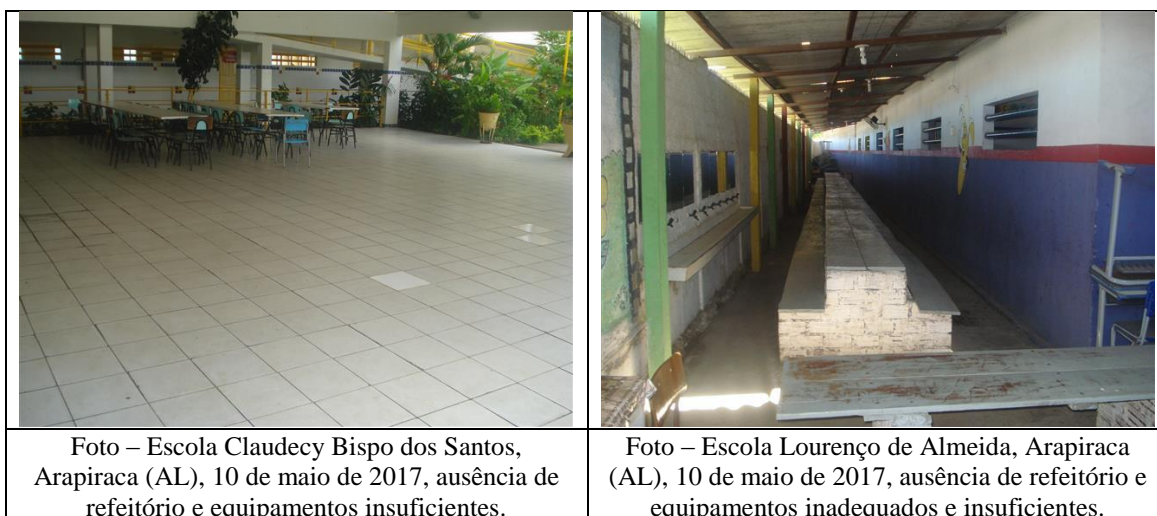 Foto – Escola Claudecy Bispo dos Santos,
Arapiraca (AL), 10 de maio de 2017, ausência de
refeitório e equipamentos insuficientes.
Foto – Escola Lourenço de Almeida, Arapiraca
(AL), 10 de maio de 2017, ausência de refeitório e
equipamentos inadequados e insuficientes.